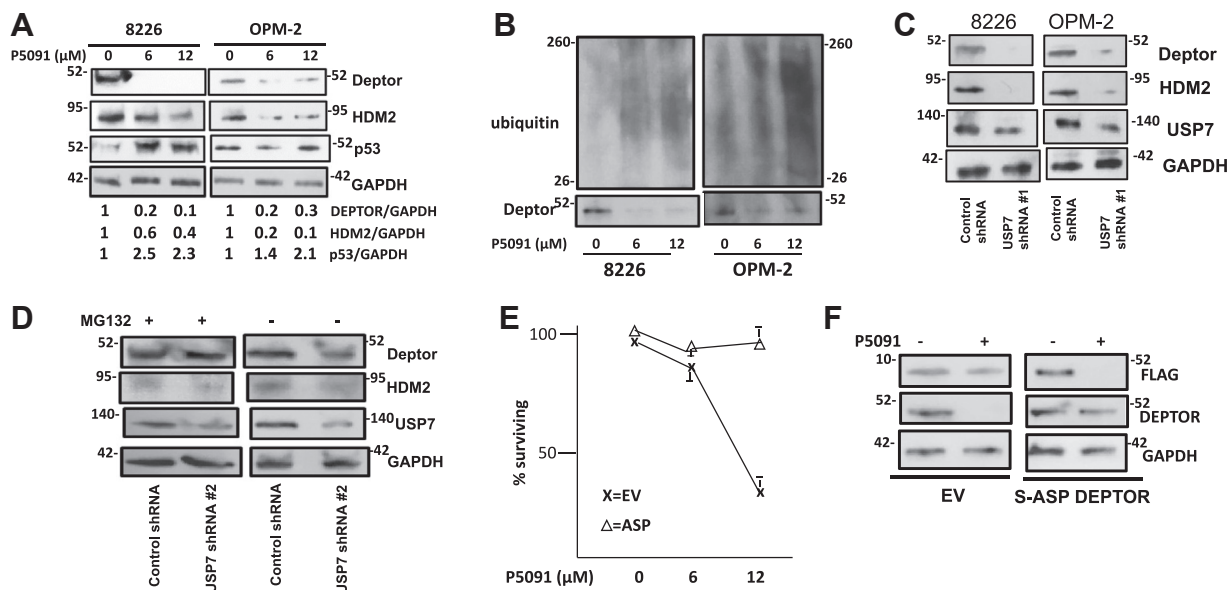 A
8226 OPM-2
P5091 (μM) 0 6 12 0 6 12
52- -52 Deptor
95- -95 HDM2
52- -52 p53
42- -42 GAPDH
1 0.2 0.1 1 0.2 0.3 DEPTOR/GAPDH
1 0.6 0.4 1 0.2 0.1 HDM2/GAPDH
1 2.5 2.3 1 1.4 2.1 p53/GAPDH
B
260- -260
ubiquitin
26- -26
Deptor 52- -52
P5091 (μM) 0 6 12 0 6 12
8226 OPM-2
C
8226 OPM-2
52- -52 Deptor
95- -95 HDM2
140- -140 USP7
42- -42 GAPDH
Control shRNA
USP7 shRNA #1
Control shRNA
USP7 shRNA #1
D
MG132 + + - -
52- -52 Deptor
95- -95 HDM2
140- -140 USP7
42- -42 GAPDH
Control shRNA
USP7 shRNA #2
Control shRNA
USP7 shRNA #2
E
100
50
% surviving
X=EV
△=ASP
P5091 (μM) 0 6 12
F
P5091 - + - +
10- -52 FLAG
52- -52 DEPTOR
42- -42 GAPDH
EV S-ASP DEPTOR